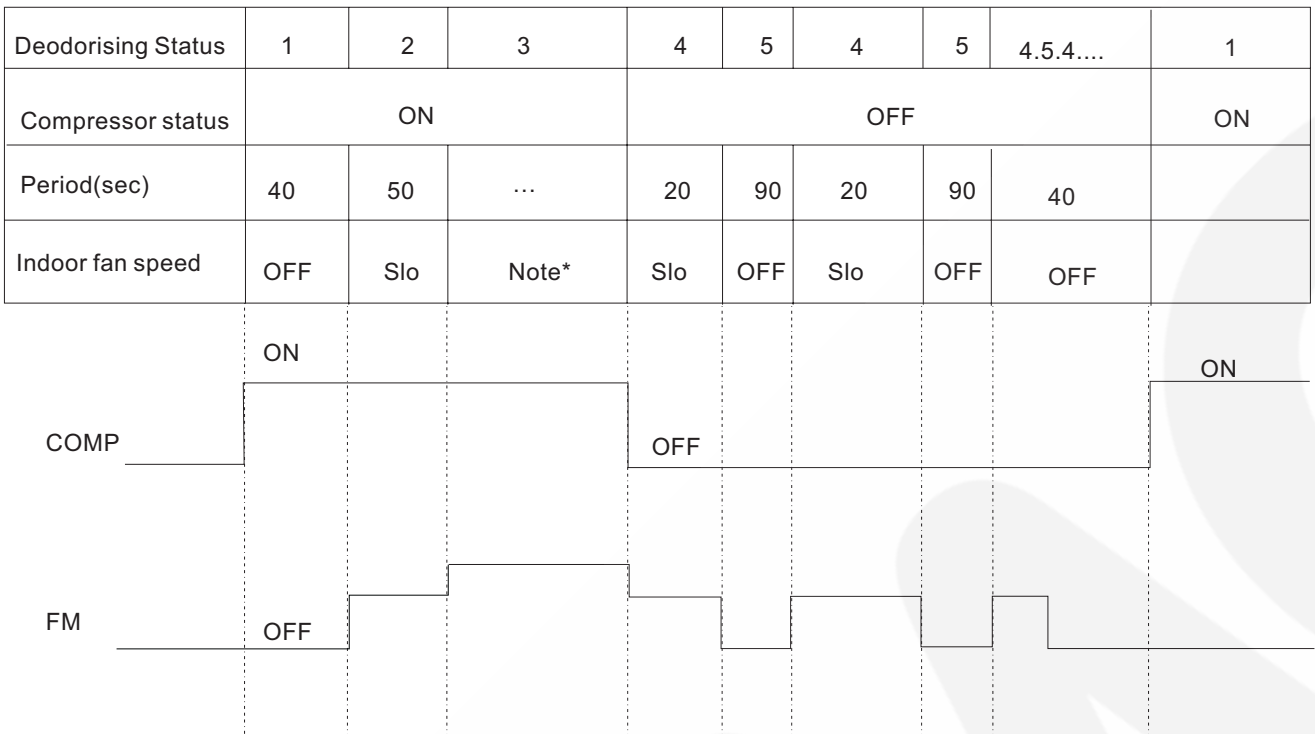 Deodorising Status 1 2 3 4 5 4 5 4.5.4.... 1
Compressor status ON OFF ON
Period(sec) 40 50 ... 20 90 20 90 40
Indoor fan speed OFF Slo Note* Slo OFF Slo OFF OFF
ON
ON
COMP
OFF
FM
OFF